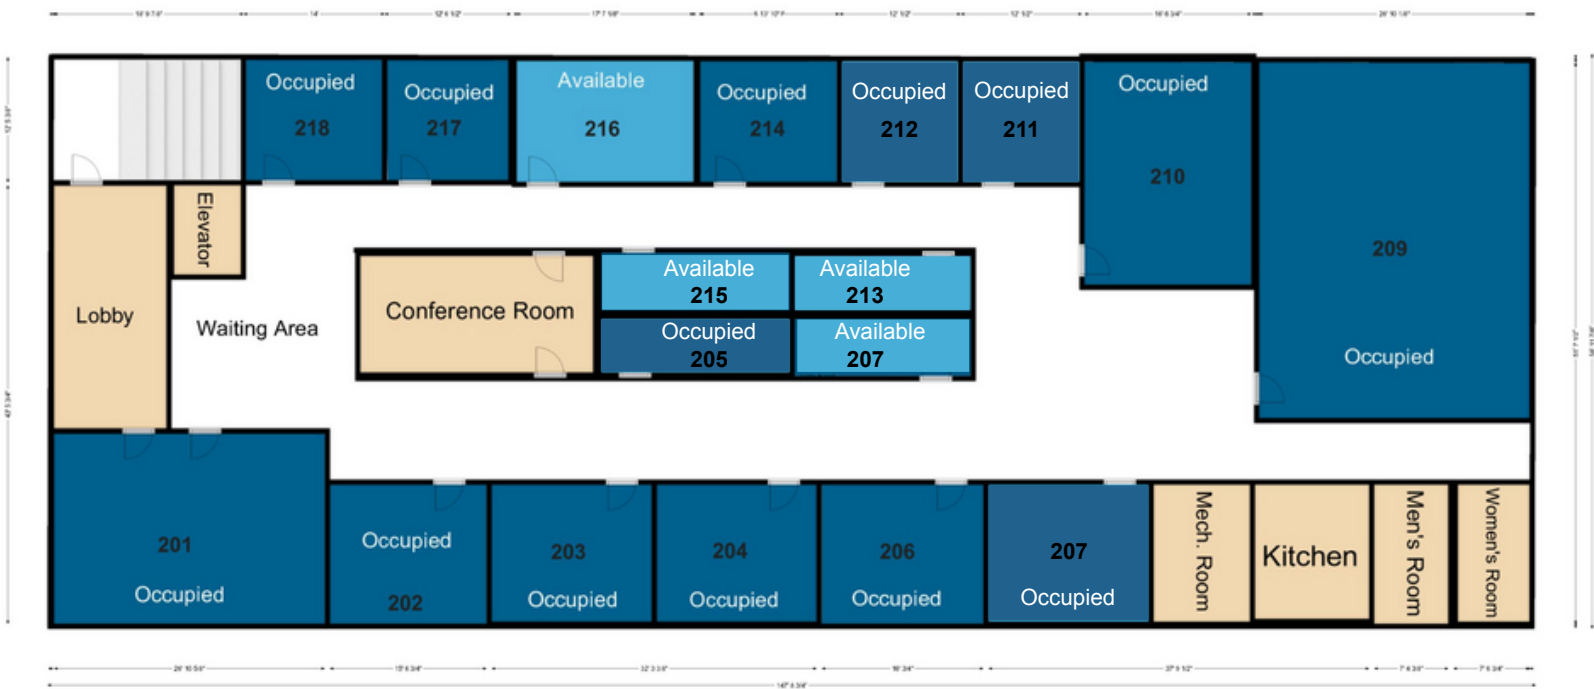 14'
Occupied
218
Occupied
217
Available
216
Occupied
214
Occupied
212
Occupied
211
Occupied
210
209
Occupied
Elevator
Lobby
Waiting Area
Conference Room
Available
215
Available
213
Occupied
205
Available
207
201
Occupied
Occupied
202
203
Occupied
204
Occupied
206
Occupied
207
Occupied
Mech. Room
Kitchen
Men's Room
Women's Room